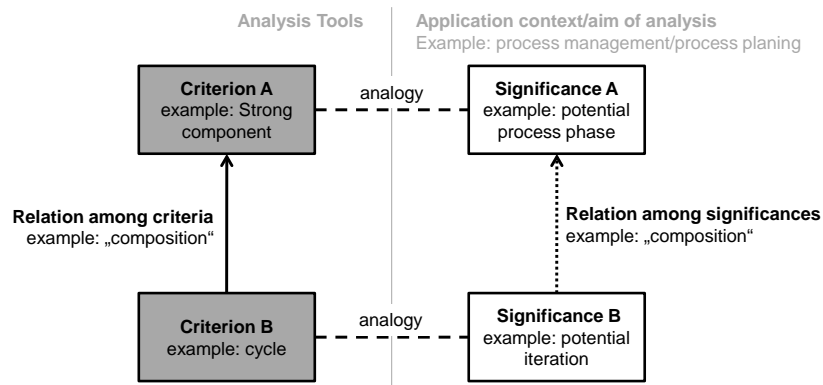 Analysis Tools
Application context/aim of analysis
Example: process management/process planing
Criterion A
example: Strong
component
analogy
Significance A
example: potential
process phase
Relation among criteria
example: „composition“
Relation among significances
example: „composition“
Criterion B
example: cycle
analogy
Significance B
example: potential
iteration